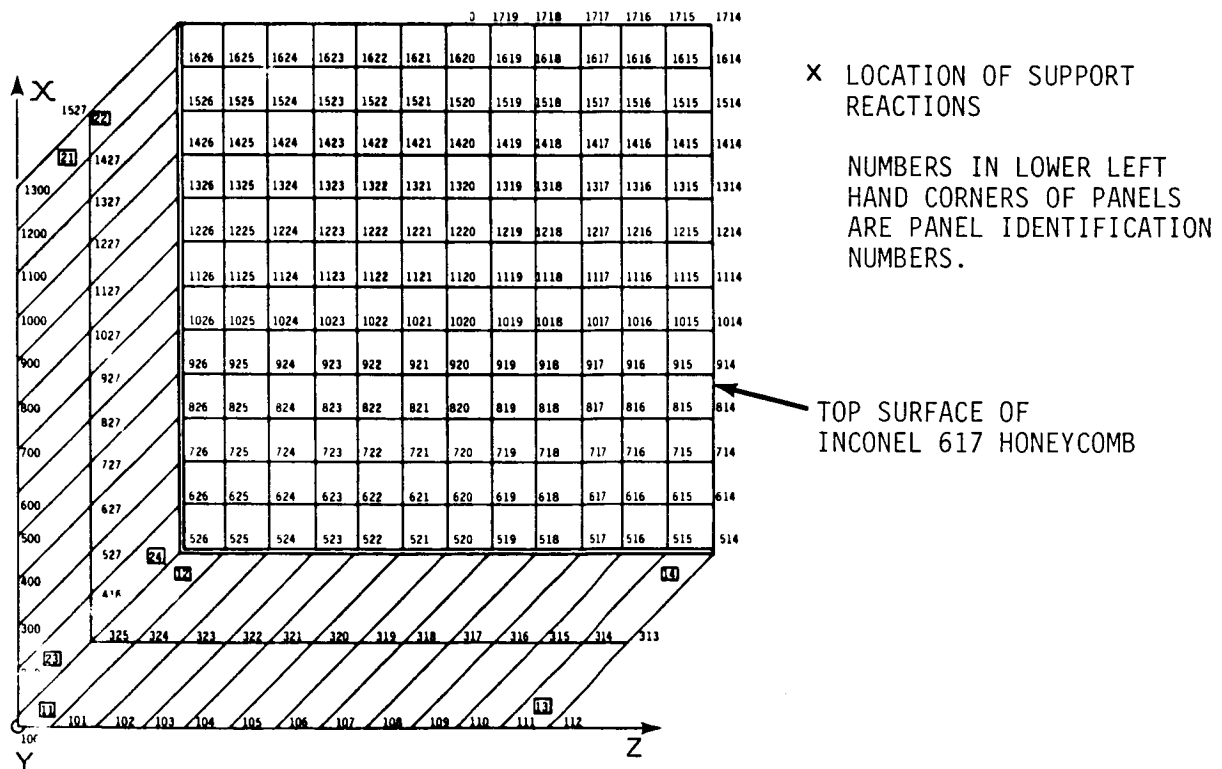 1719 1718 1717 1716 1715 1714
1626 1625 1624 1623 1622 1621 1620 1619 1618 1617 1616 1615 1614
1526 1525 1524 1523 1522 1521 1520 1519 1518 1517 1516 1515 1514
1426 1425 1424 1423 1422 1421 1420 1419 1418 1417 1416 1415 1414
1326 1325 1324 1323 1322 1321 1320 1319 1318 1317 1316 1315 1314
1226 1225 1224 1223 1222 1221 1220 1219 1218 1217 1216 1215 1214
1126 1125 1124 1123 1122 1121 1120 1119 1118 1117 1116 1115 1114
1026 1025 1024 1023 1022 1021 1020 1019 1018 1017 1016 1015 1014
926 925 924 923 922 921 920 919 918 917 916 915 914
826 825 824 823 822 821 820 819 818 817 816 815 814
726 725 724 723 722 721 720 719 718 717 716 715 714
626 625 624 623 622 621 620 619 618 617 616 615 614
526 525 524 523 522 521 520 519 518 517 516 515 514
X
1527
22
21
1427
1327
1227
1127
1027
927
827
727
627
527
24
12
14
1300
1200
1100
1000
900
800
700
600
500
400
300
23
325 324 323 322 321 320 319 318 317 316 315 314 313
11
13
101 102 103 104 105 106 107 108 109 110 111 112
Y
Z
X LOCATION OF SUPPORT
REACTIONS
NUMBERS IN LOWER LEFT
HAND CORNERS OF PANELS
ARE PANEL IDENTIFICATION
NUMBERS.
TOP SURFACE OF
INCONEL 617 HONEYCOMB